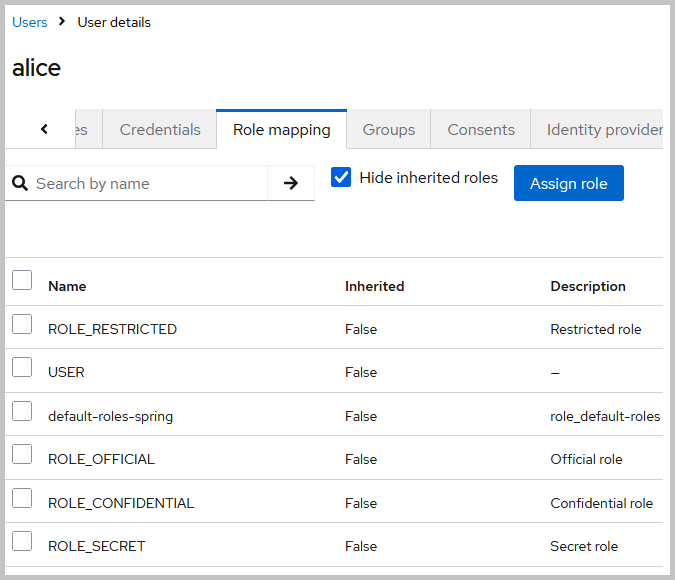 Users > User details
alice
es Credentials Role mapping Groups Consents Identity provider
Search by name Hide inherited roles Assign role
Name Inherited Description
ROLE_RESTRICTED False Restricted role
USER False –
default-roles-spring False role_default-roles
ROLE_OFFICIAL False Official role
ROLE_CONFIDENTIAL False Confidential role
ROLE_SECRET False Secret role